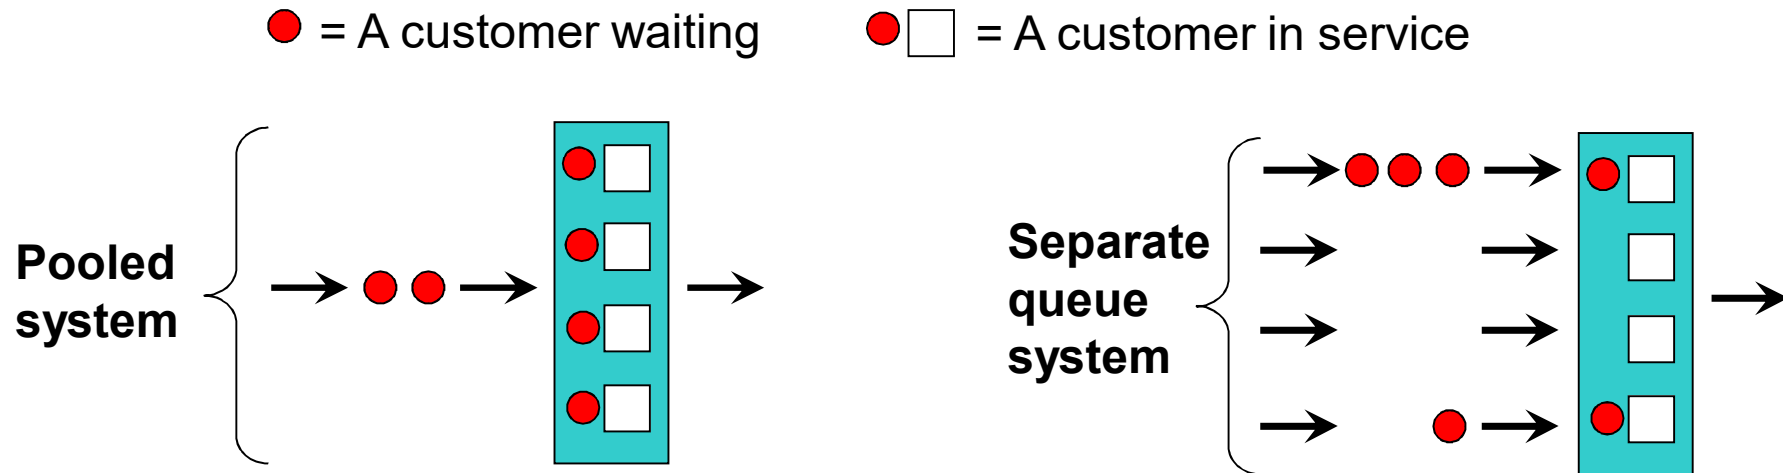 = A customer waiting
= A customer in service
Pooled
system
Separate
queue
system